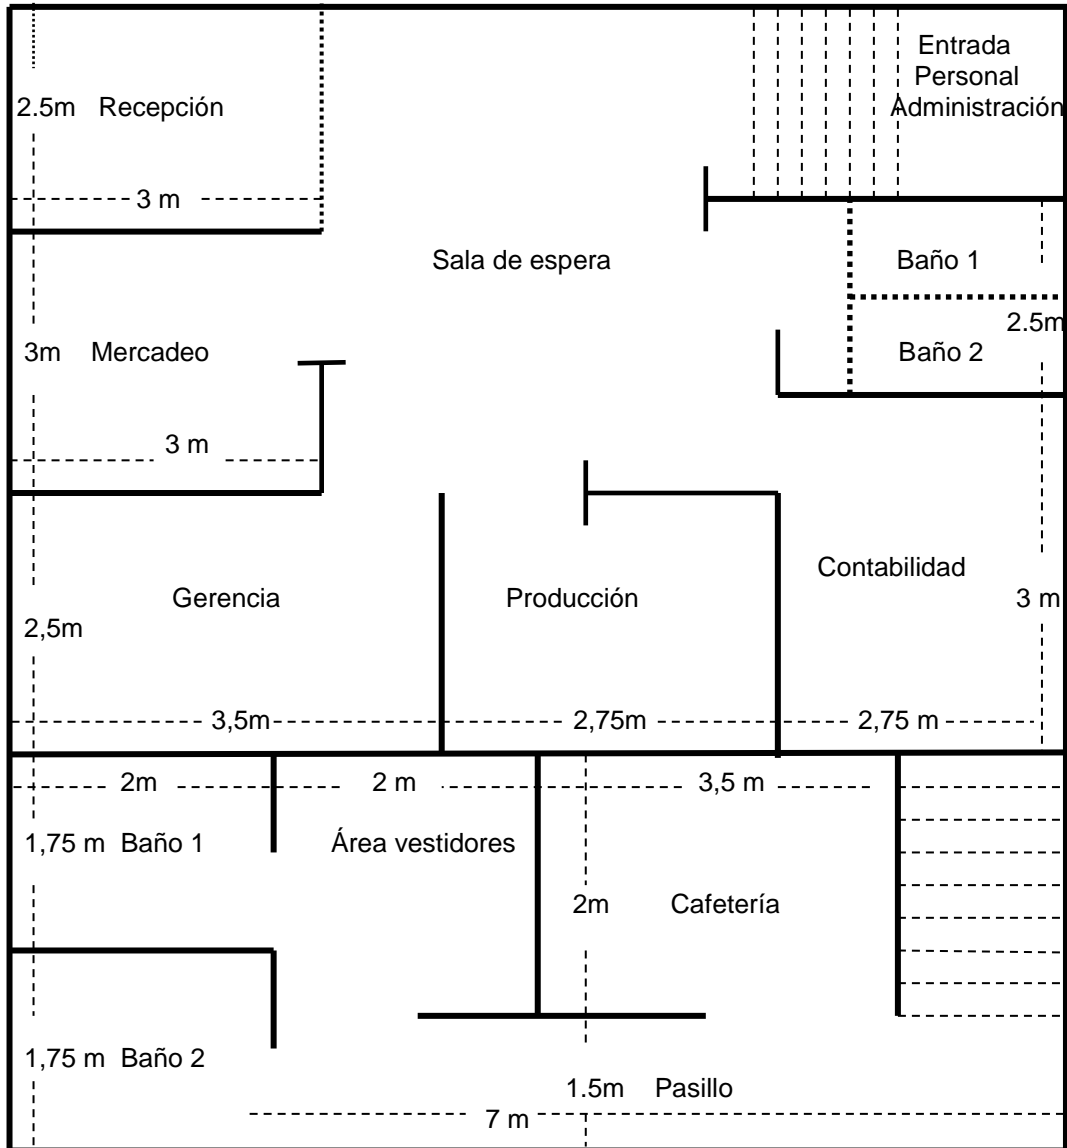 Entrada
Personal
Administración
2.5m Recepción
3 m
Sala de espera
Baño 1
2.5m
3m Mercadeo
Baño 2
3 m
Contabilidad
Gerencia
Producción
3 m
2,5m
3,5m
2,75m
2,75 m
2m
2 m
3,5 m
1,75 m Baño 1
Área vestidores
2m
Cafetería
1,75 m Baño 2
1.5m Pasillo
7 m